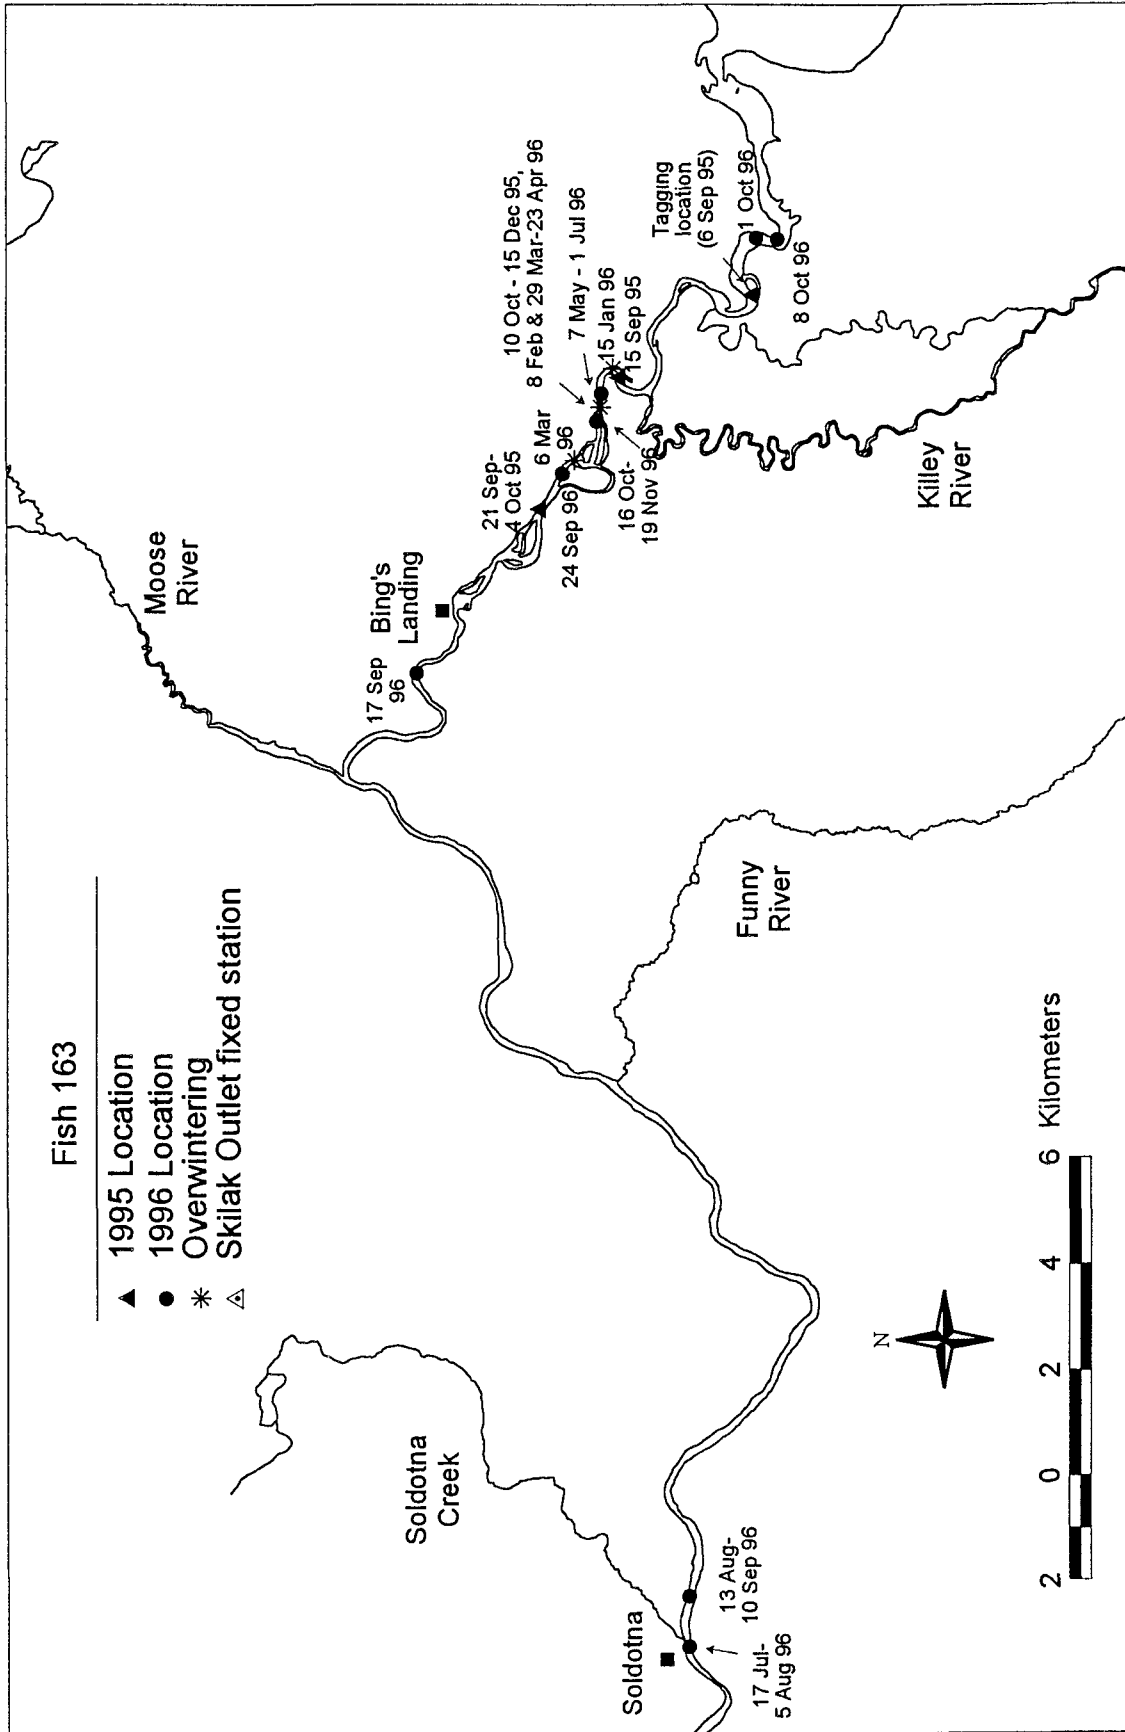 Fish 163
1995 Location
1996 Location
Overwintering
Skilak Outlet fixed station
Soldotna
Creek
Soldotna
17 Jul-
5 Aug 96
13 Aug-
10 Sep 96
Moose
River
Funny
River
17 Sep
96
Bing's
Landing
21 Sep-
4 Oct 95
24 Sep 96
6 Mar
96
10 Oct - 15 Dec 95,
8 Feb & 29 Mar-23 Apr 96
7 May - 1 Jul 96
15 Jan 96
15 Sep 95
16 Oct-
19 Nov 96
Tagging
location
(6 Sep 95)
1 Oct 96
8 Oct 96
Killey
River
N
2 0 2 4 6 Kilometers